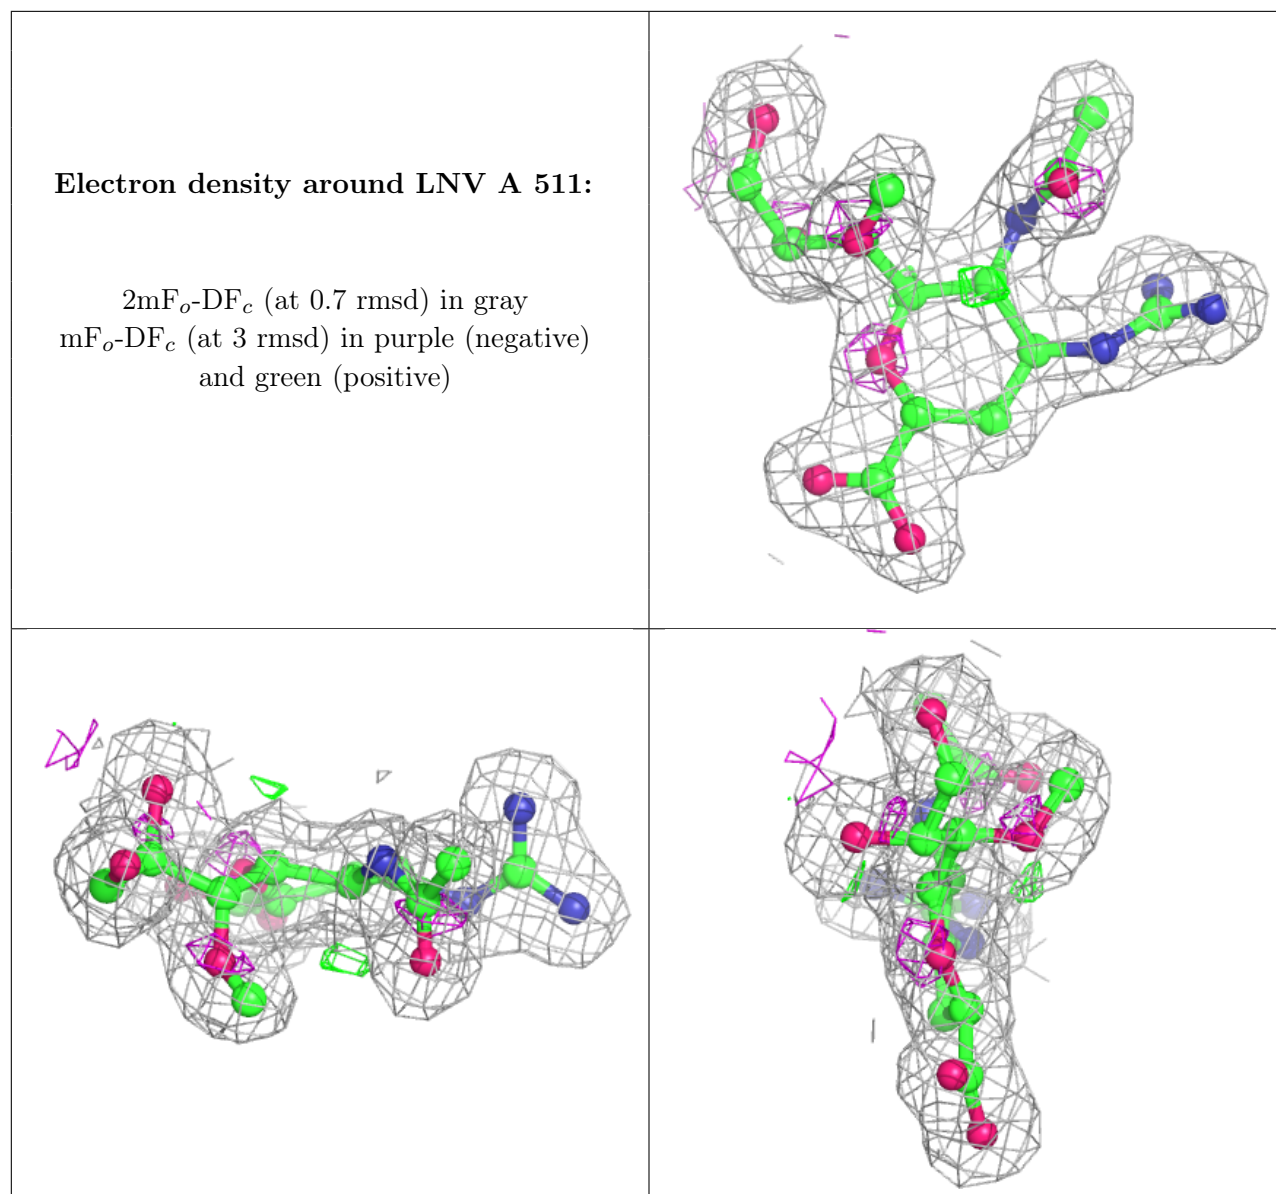 Electron density around LNV A 511:
2mFo-DFc (at 0.7 rmsd) in gray
mFo-DFc (at 3 rmsd) in purple (negative)
and green (positive)